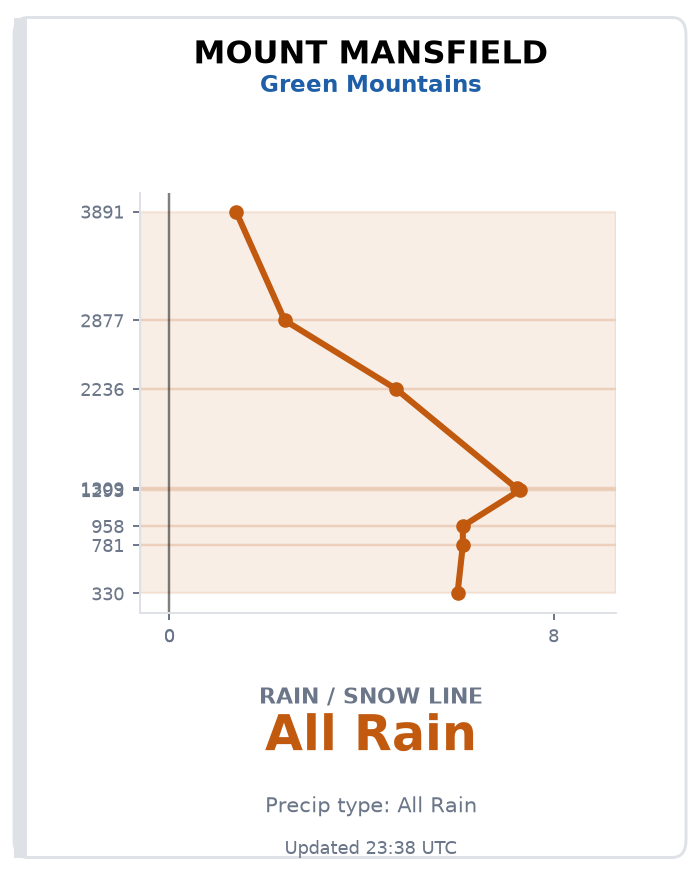 MOUNT MANSFIELD
Green Mountains
3891
2877
2236
958
781
330
0 8
RAIN / SNOW LINE
All Rain
Precip type: All Rain
Updated 23:38 UTC